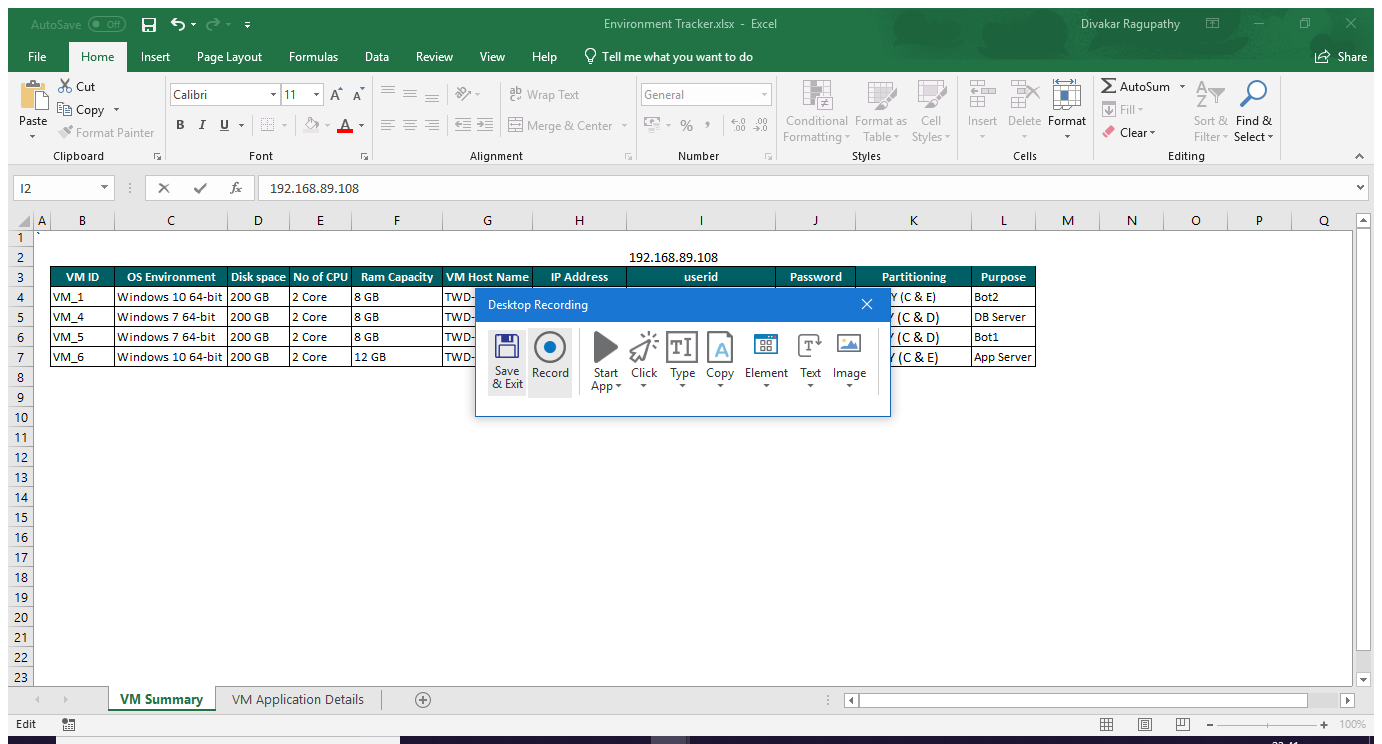 AutoSave Off Environment Tracker.xlsx - Excel Divakar Ragupathy
File Home Insert Page Layout Formulas Data Review View Help Tell me what you want to do Share
Paste Cut Copy Format Painter Clipboard
Calibri 11 B I U Font
Wrap Text Merge & Center Alignment
General % Number
Conditional Formatting Format as Table Cell Styles Styles
Insert Delete Format Cells
AutoSum Fill Clear Sort & Filter Find & Select Editing
I2 fx 192.168.89.108
A B C D E F G H I J K L M N O P Q
1 `
2 192.168.89.108
3 VM ID OS Environment Disk space No of CPU Ram Capacity VM Host Name IP Address userid Password Partitioning Purpose
4 VM_1 Windows 10 64-bit 200 GB 2 Core 8 GB TWD- Y (C & E) Bot2
5 VM_4 Windows 7 64-bit 200 GB 2 Core 8 GB TWD- Y (C & D) DB Server
6 VM_5 Windows 7 64-bit 200 GB 2 Core 8 GB TWD- Y (C & D) Bot1
7 VM_6 Windows 10 64-bit 200 GB 2 Core 12 GB TWD- Y (C & E) App Server
Desktop Recording
Save & Exit Record Start App Click Type Copy Element Text Image
8
9
10
11
12
13
14
15
16
17
18
19
20
21
22
23
VM Summary VM Application Details
Edit 100%